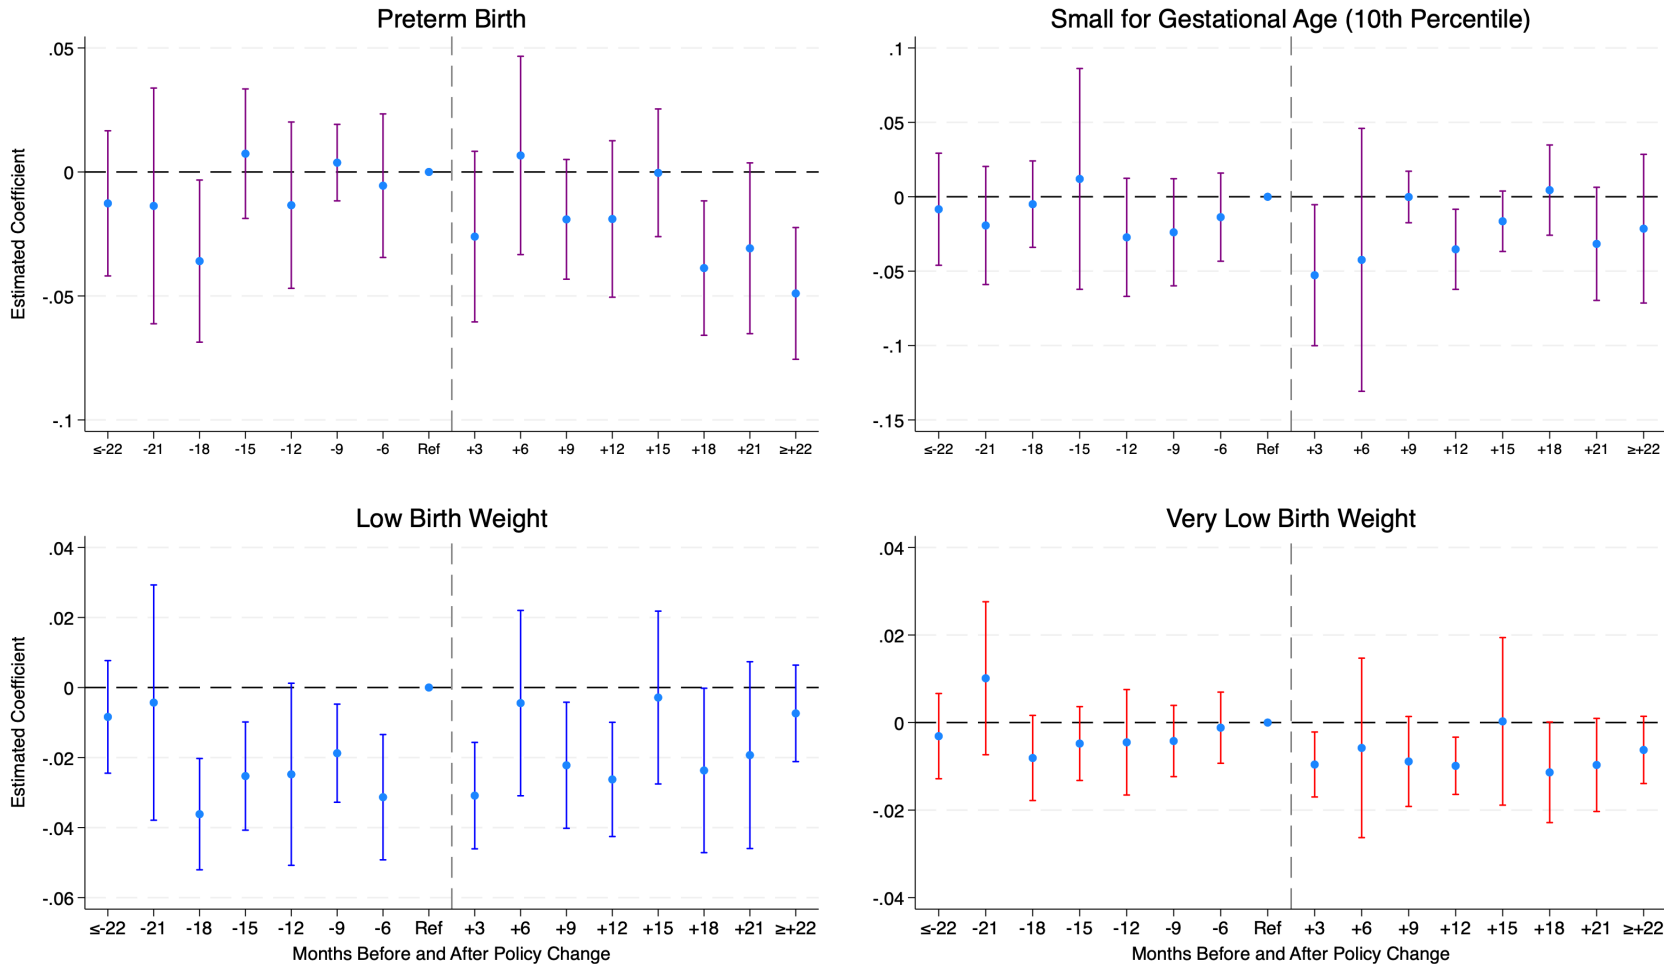 Preterm Birth
Estimated Coefficient
.05
0
-.05
-.1
≤-22 -21 -18 -15 -12 -9 -6 Ref +3 +6 +9 +12 +15 +18 +21 ≥+22
Small for Gestational Age (10th Percentile)
.1
.05
0
-.05
-.1
-.15
≤-22 -21 -18 -15 -12 -9 -6 Ref +3 +6 +9 +12 +15 +18 +21 ≥+22
Low Birth Weight
Estimated Coefficient
.04
.02
0
-.02
-.04
-.06
≤-22 -21 -18 -15 -12 -9 -6 Ref +3 +6 +9 +12 +15 +18 +21 ≥+22
Months Before and After Policy Change
Very Low Birth Weight
.04
.02
0
-.02
-.04
≤-22 -21 -18 -15 -12 -9 -6 Ref +3 +6 +9 +12 +15 +18 +21 ≥+22
Months Before and After Policy Change